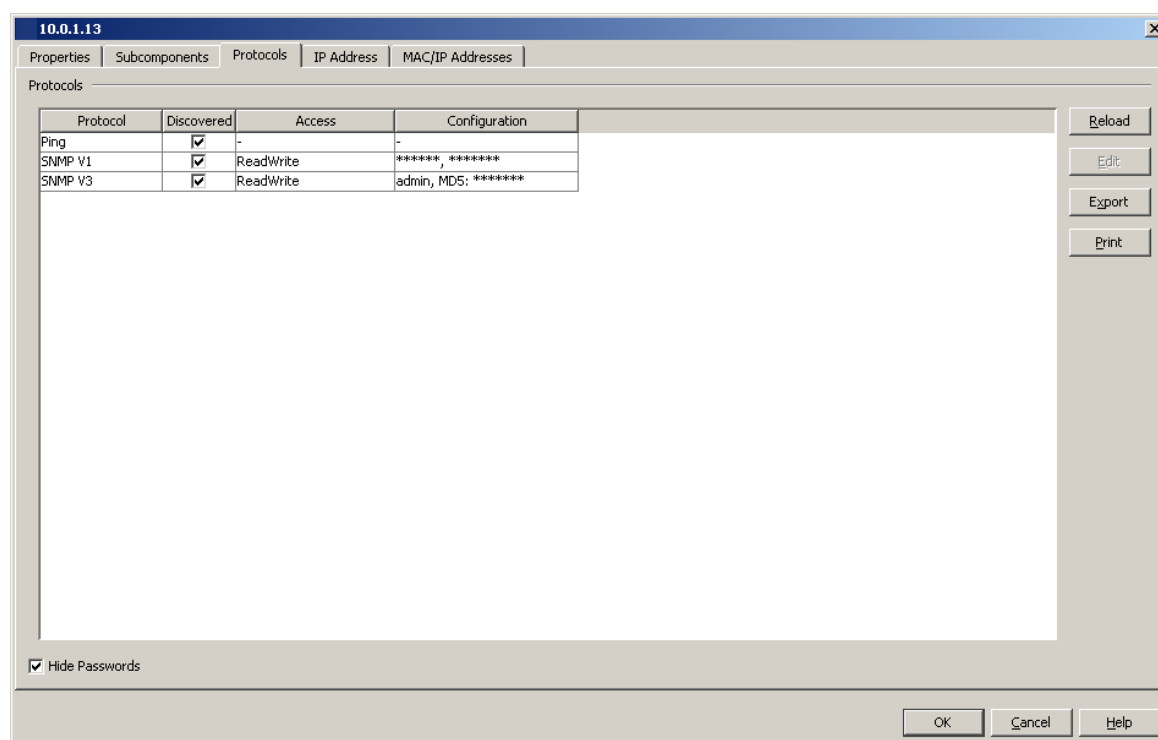 10.0.1.13
Properties Subcomponents Protocols IP Address MAC/IP Addresses
Protocols
Protocol Discovered Access Configuration
Ping - -
SNMP V1 ReadWrite ******, *******
SNMP V3 ReadWrite admin, MD5: *******
Reload
Edit
Export
Print
Hide Passwords
OK Cancel Help